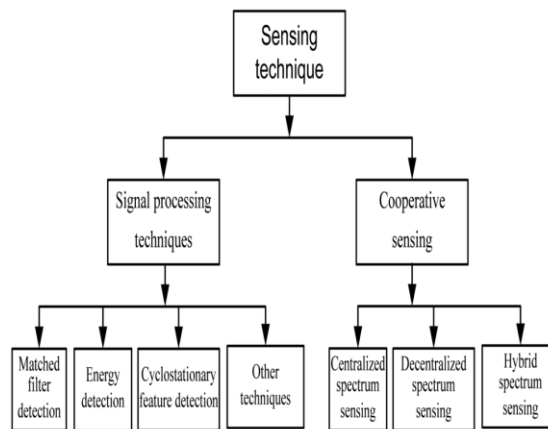 Sensing
technique
Signal processing
techniques
Cooperative
sensing
Matched
filter
detection
Energy
detection
Cyclostationary
feature detection
Other
techniques
Centralized
spectrum
sensing
Decentralized
spectrum
sensing
Hybrid
spectrum
sensing